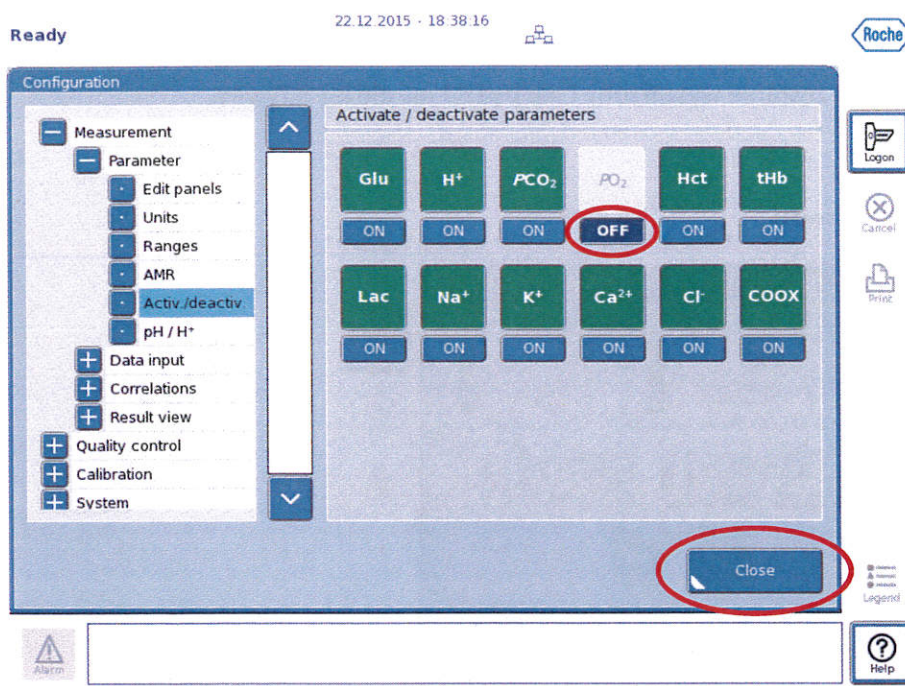 Ready
22.12.2015 · 18:38:16
Roche
Configuration
Measurement
Parameter
Edit panels
Units
Ranges
AMR
Activ./deactiv.
pH / H⁺
Data input
Correlations
Result view
Quality control
Calibration
System
Activate / deactivate parameters
Glu H⁺ PCO₂ PO₂ Hct tHb
ON ON ON OFF ON ON
Lac Na⁺ K⁺ Ca²⁺ Cl⁻ COOX
ON ON ON ON ON ON
Close
Logon
Cancel
Print
Legend
Alarm
Help